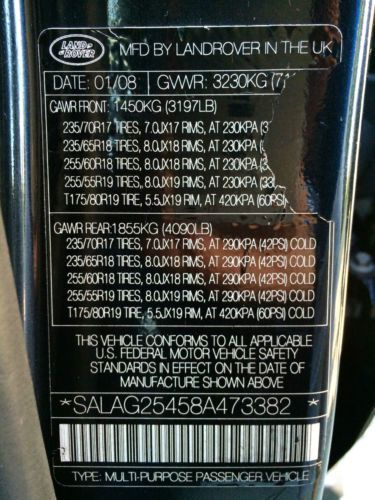 LAND ROVER
MFD BY LANDROVER IN THE UK
DATE: 01/08 GVWR: 3230KG (71
GAWR FRONT: 1450KG (3197LB)
235/70R17 TIRES, 7.0JX17 RIMS, AT 230KPA (3
235/65R18 TIRES, 8.0JX18 RIMS, AT 230KPA (
255/60R18 TIRES, 8.0JX18 RIMS, AT 230KPA (3
255/55R19 TIRES, 8.0JX19 RIMS, AT 230KPA (33
T175/80R19 TIRE, 5.5JX19 RIM, AT 420KPA (60PSI)
GAWR REAR:1855KG (4090LB)
235/70R17 TIRES, 7.0JX17 RIMS, AT 290KPA (42PSI) COLD
235/65R18 TIRES, 8.0JX18 RIMS, AT 290KPA (42PSI) COLD
255/60R18 TIRES, 8.0JX18 RIMS, AT 290KPA (42PSI) COLD
255/55R19 TIRES, 8.0JX19 RIMS, AT 290KPA (42PSI) COLD
T175/80R19 TIRE, 5.5JX19 RIM, AT 420KPA (60PSI) COLD
THIS VEHICLE CONFORMS TO ALL APPLICABLE
U.S. FEDERAL MOTOR VEHICLE SAFETY
STANDARDS IN EFFECT ON THE DATE OF
MANUFACTURE SHOWN ABOVE
*SALAG25458A473382 *
TYPE: MULTI-PURPOSE PASSENGER VEHICLE